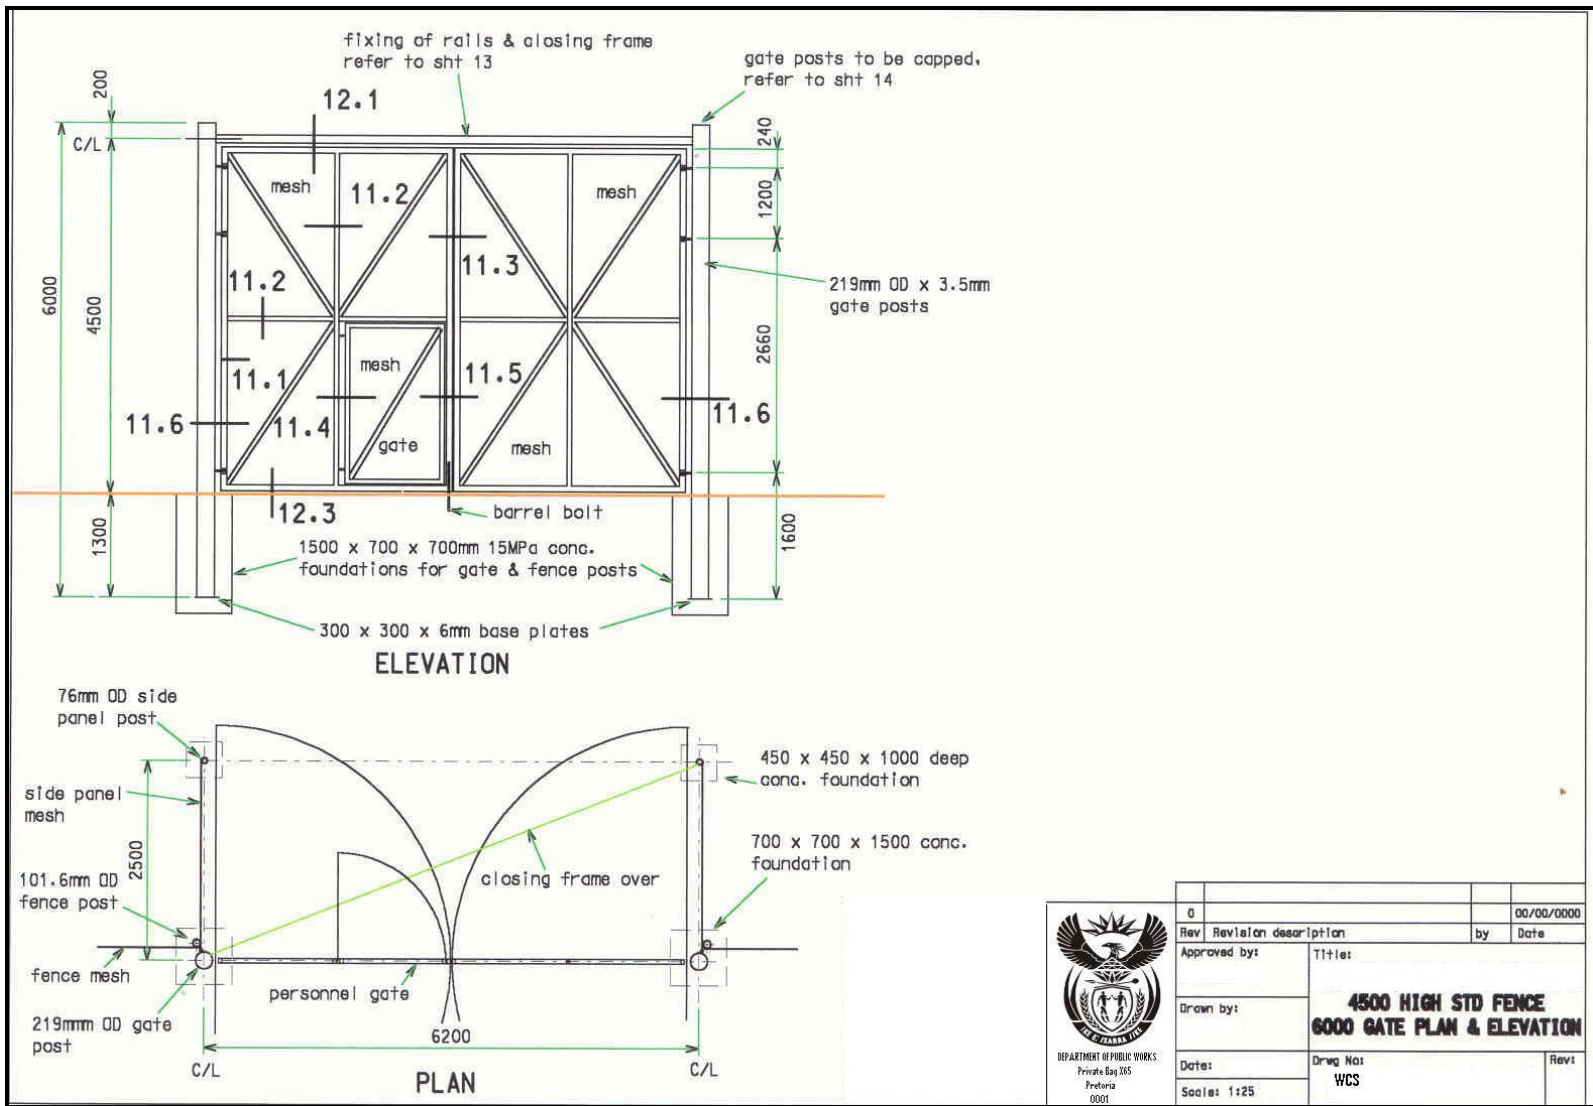 fixing of rails & closing frame
refer to sht 13
gate posts to be capped.
refer to sht 14
200
12.1
C/L
240
mesh
11.2
mesh
1200
11.3
11.2
219mm OD x 3.5mm
gate posts
6000
4500
2660
mesh
11.1
11.5
11.6
11.4
11.6
gate
mesh
12.3
barrel bolt
1300
1600
1500 x 700 x 700mm 15MPa conc.
foundations for gate & fence posts
300 x 300 x 6mm base plates
ELEVATION
76mm OD side
panel post
450 x 450 x 1000 deep
conc. foundation
side panel
mesh
2500
700 x 700 x 1500 conc.
foundation
101.6mm OD
fence post
closing frame over
fence mesh
personnel gate
219mmm OD gate
post
6200
C/L
C/L
PLAN
0
00/00/0000
Rev
Revision description
by
Date
Approved by:
Title:
4500 HIGH STD FENCE
6000 GATE PLAN & ELEVATION
Drawn by:
DEPARTMENT OF PUBLIC WORKS
Private Bag X65
Pretoria
0001
Date:
Drwg No:
WCS
Rev:
Scale: 1:25